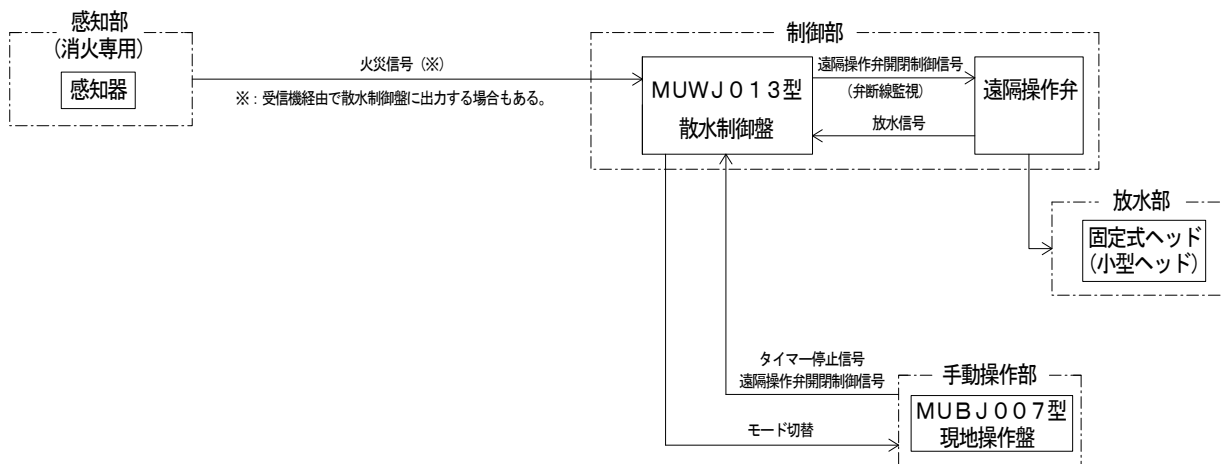 感知部
(消火専用)
感知器
火災信号（※）
※：受信機経由で散水制御盤に出力する場合もある。
制御部
MUWJ013型
散水制御盤
遠隔操作弁開閉制御信号
（弁断線監視）
放水信号
遠隔操作弁
放水部
固定式ヘッド
(小型ヘッド)
タイマー停止信号
遠隔操作弁開閉制御信号
モード切替
手動操作部
MUBJ007型
現地操作盤